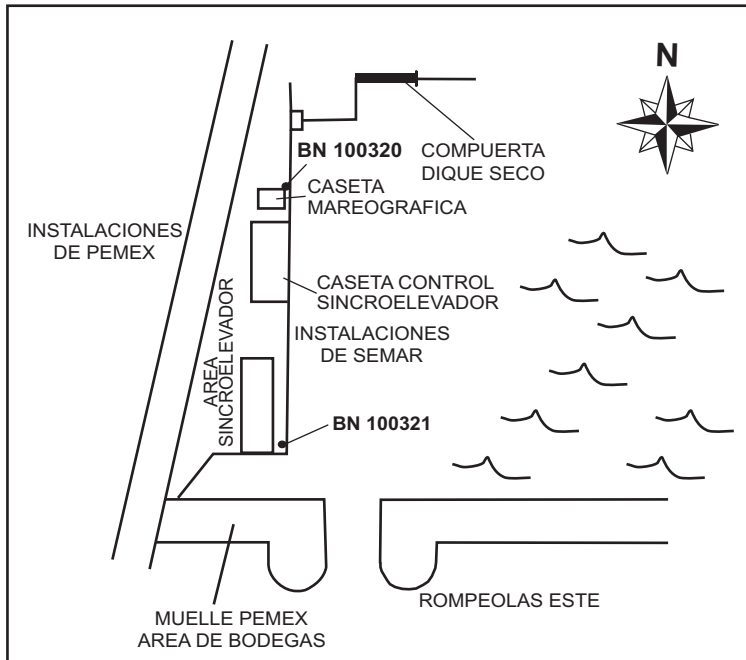 N
BN 100320
COMPUERTA
DIQUE SECO
CASETA
MAREOGRAFICA
INSTALACIONES
DE PEMEX
CASETA CONTROL
SINCROELEVADOR
AREA
SINCROELEVADOR
INSTALACIONES
DE SEMAR
BN 100321
ROMPEOLAS ESTE
MUELLE PEMEX
AREA DE BODEGAS